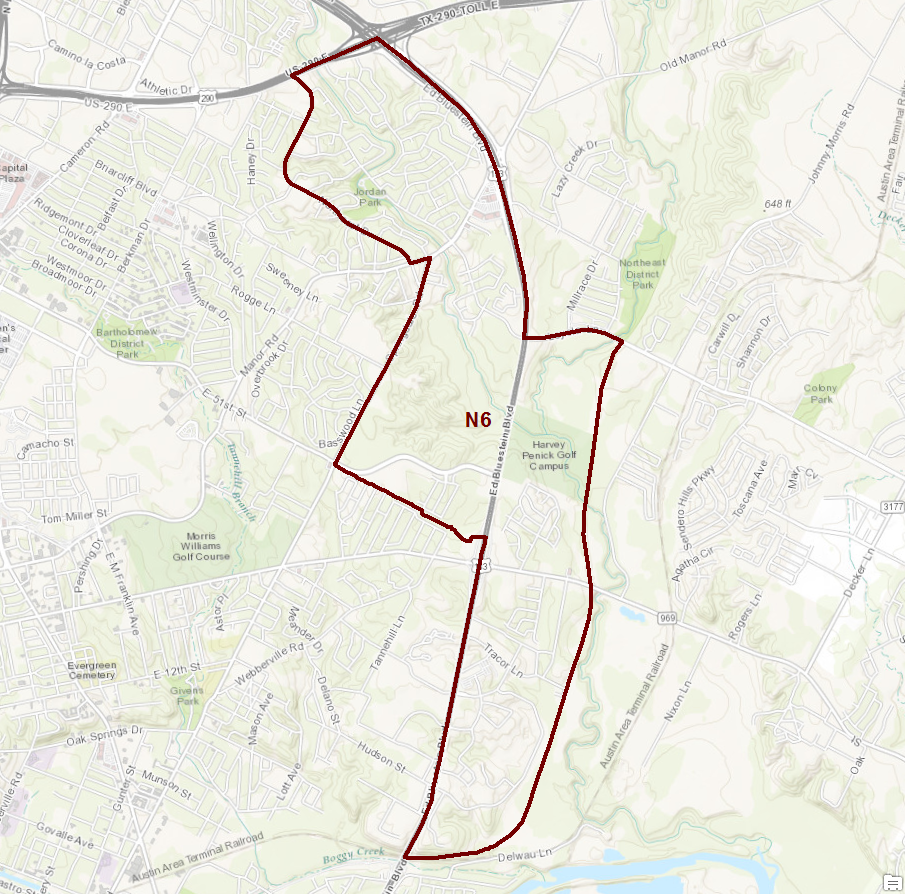 TX-290-TOLL E
Camino la Costa
Athletic Dr
US-290 E
US-290 E
290
Old Manor Rd
Ed Bluestein Blvd
Cameron Rd
Haney Dr
Lazy Creek Dr
Johnny Morris Rd
Austin Area Terminal Railroad
Capital
Plaza
Briarcliff Blvd
Belfast Dr
Jordan
Park
648 ft
Ridgemont Dr
Cloverleaf Dr
Corona Dr
Westmoor Dr
Broadmoor Dr
Berkman Dr
Wellington Dr
Westminster Dr
Sweeney Ln
Rogge Ln
Millrace Dr
Northeast
District
Park
Bartholomew
District
Park
Manor Rd
Overbrook Dr
E-51st St
Carwill D
Shannon Dr
Colony
Park
Basswood Ln
N6
Ed Bluestein Blvd
Harvey
Penick Golf
Campus
Camacho St
Tannehill
Branch
Sendero Hills Pkwy
Toscana Ave
Cv
3177
Tom Miller St
Morris
Williams
Golf Course
Pershing Dr
E M Franklin Ave
Astor Pl
Agatha Cir
Decker Ln
969
Rogers Ln
Meander Dr
Tannehill Ln
Webberville Rd
Tracor Ln
Evergreen
Cemetery
E-12th St
Givens
Park
Mason Ave
Delano St
Nixon Ln
Austin Area Terminal Railroad
Oak Springs Dr
Hudson St
Munson St
Gunter St
Lott Ave
Oak
Govalle Ave
Austin Area Terminal Railroad
Boggy Creek
Delwau Ln